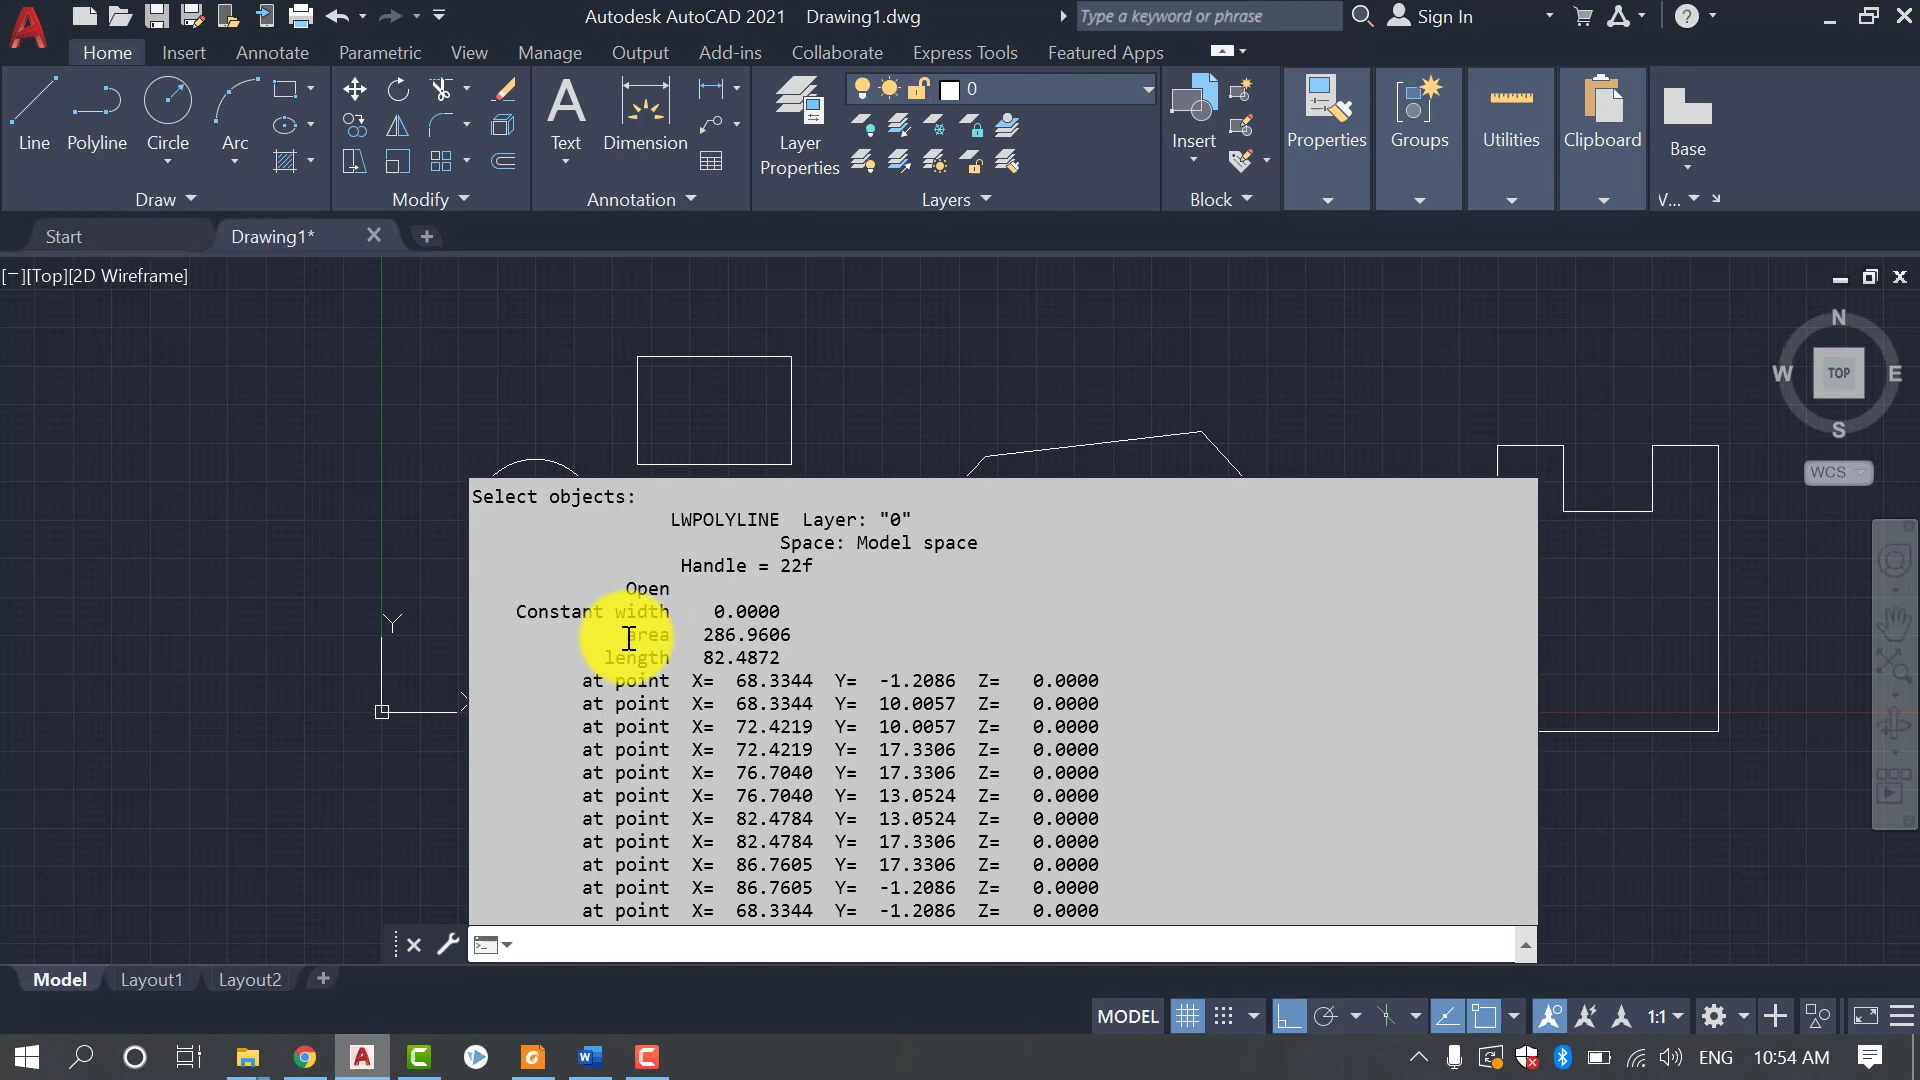 Autodesk AutoCAD 2021 Drawing1.dwg
Type a keyword or phrase
Sign In
Home Insert Annotate Parametric View Manage Output Add-ins Collaborate Express Tools Featured Apps
Line Polyline Circle Arc
Text Dimension
Layer Properties
0
Insert
Properties
Groups
Utilities
Clipboard
Base
Draw Modify Annotation Layers Block V...
Start Drawing1*
[−][Top][2D Wireframe]
N
W TOP E
S
WCS
Y
Select objects:
LWPOLYLINE Layer: "0"
Space: Model space
Handle = 22f
Open
Constant width 0.0000
area 286.9606
length 82.4872
at point X= 68.3344 Y= -1.2086 Z= 0.0000
at point X= 68.3344 Y= 10.0057 Z= 0.0000
at point X= 72.4219 Y= 10.0057 Z= 0.0000
at point X= 72.4219 Y= 17.3306 Z= 0.0000
at point X= 76.7040 Y= 17.3306 Z= 0.0000
at point X= 76.7040 Y= 13.0524 Z= 0.0000
at point X= 82.4784 Y= 13.0524 Z= 0.0000
at point X= 82.4784 Y= 17.3306 Z= 0.0000
at point X= 86.7605 Y= 17.3306 Z= 0.0000
at point X= 86.7605 Y= -1.2086 Z= 0.0000
at point X= 68.3344 Y= -1.2086 Z= 0.0000
Model Layout1 Layout2
MODEL 1:1
ENG 10:54 AM